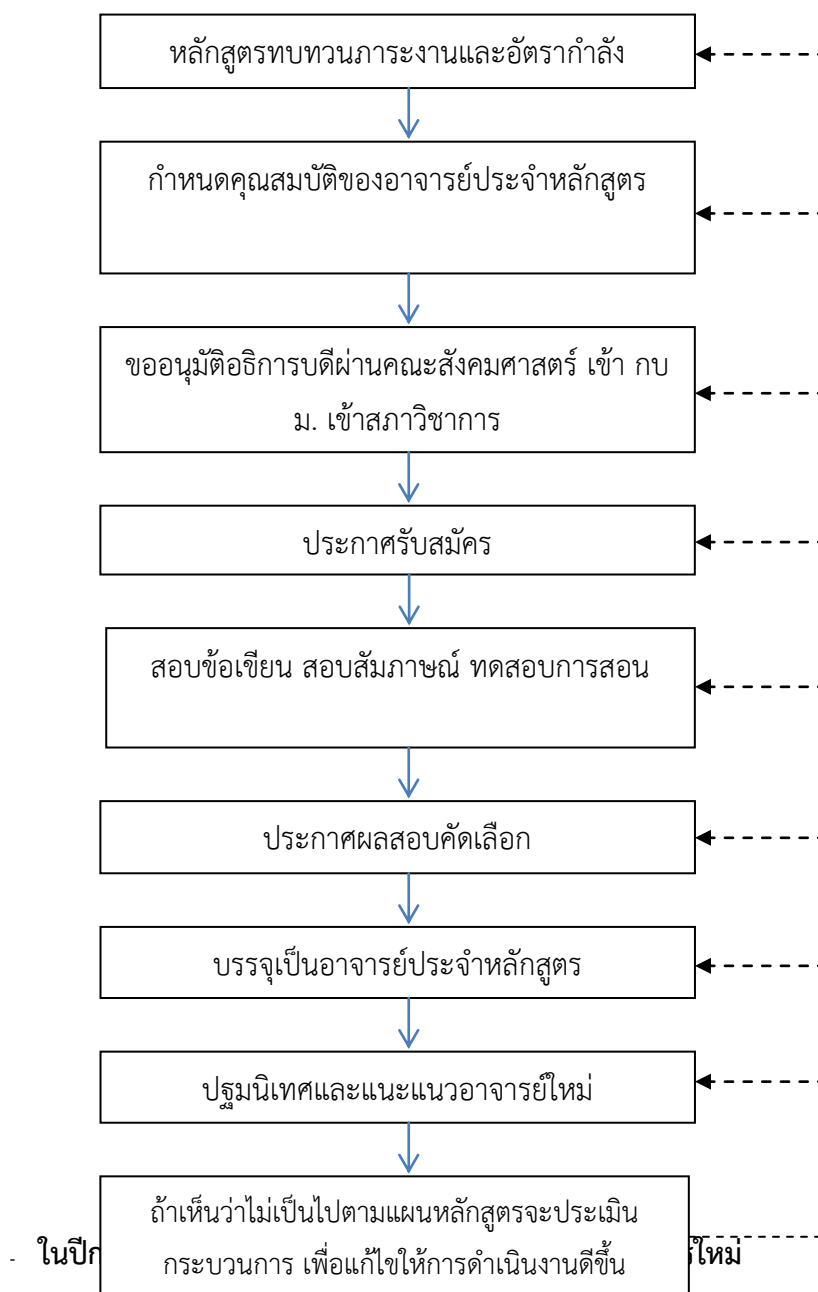 หลักสูตรทบทวนภาระงานและอัตรากำลัง
กำหนดคุณสมบัติของอาจารย์ประจำหลักสูตร
ขออนุมัติอธิการบดีผ่านคณะสังคมศาสตร์ เข้า กบ
ม. เข้าสภาวิชาการ
ประกาศรับสมัคร
สอบข้อเขียน สอบสัมภาษณ์ ทดสอบการสอน
ประกาศผลสอบคัดเลือก
บรรจุเป็นอาจารย์ประจำหลักสูตร
ปฐมนิเทศและแนะแนวอาจารย์ใหม่
ถ้าเห็นว่าไม่เป็นไปตามแผนหลักสูตรจะประเมิน
กระบวนการ เพื่อแก้ไขให้การดำเนินงานดีขึ้น
- ในปีก ใหม่